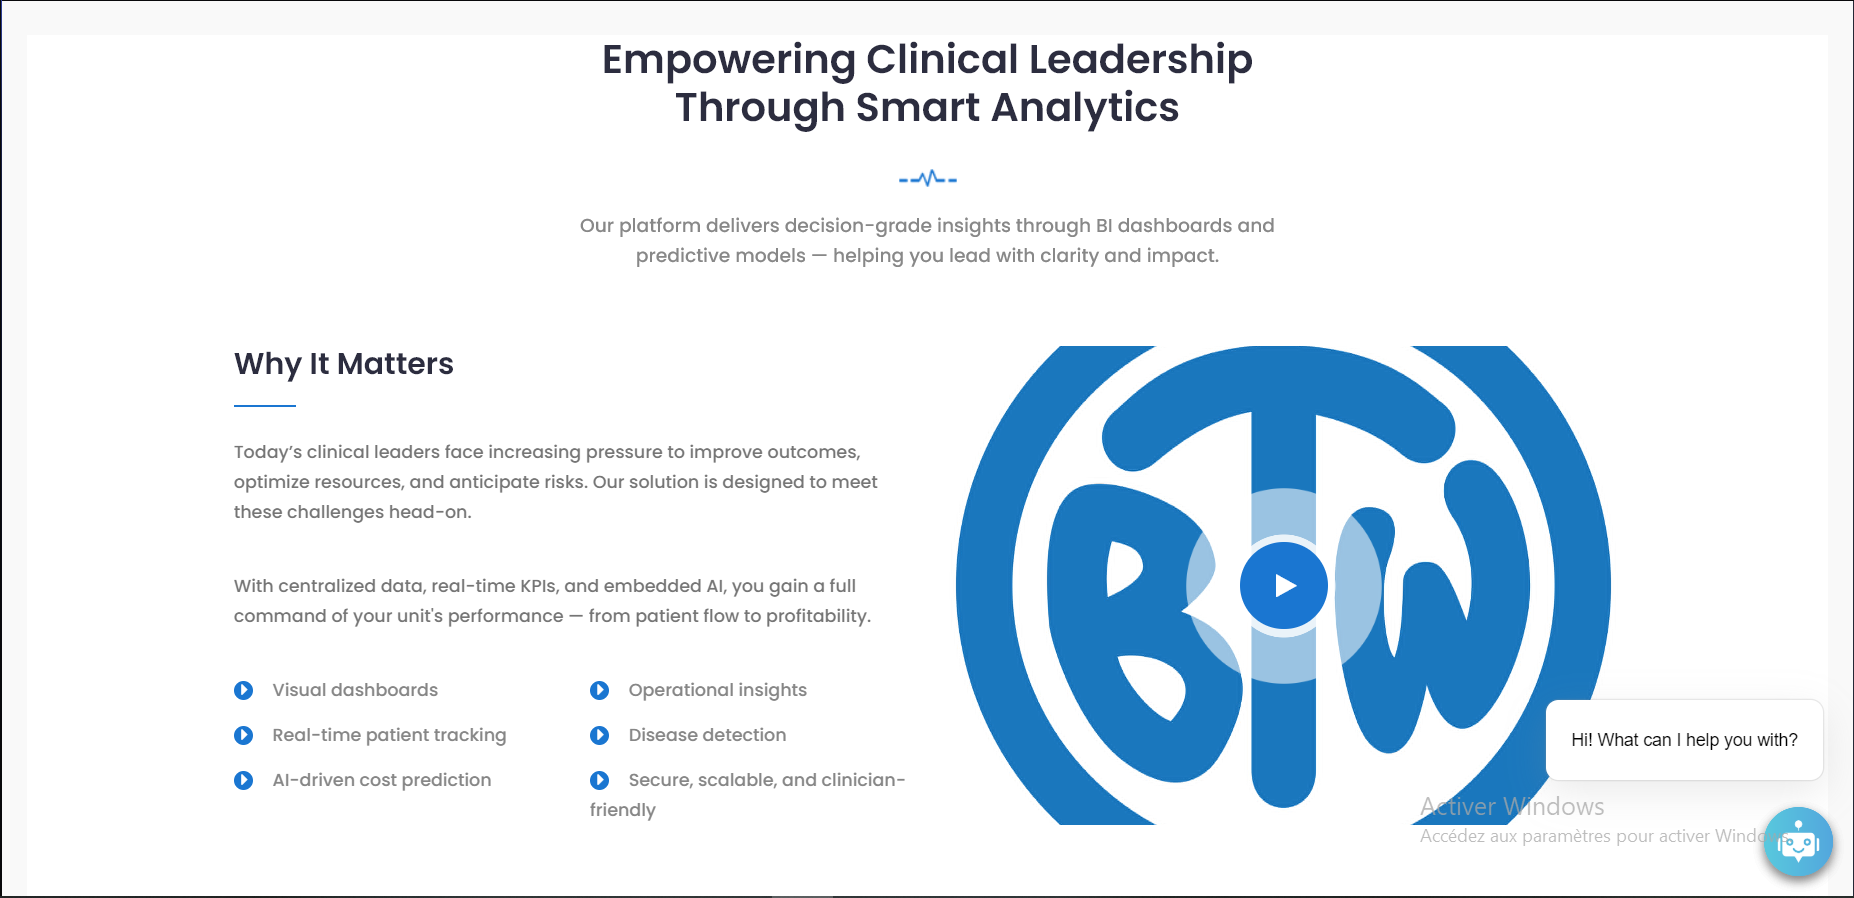 Empowering Clinical Leadership
Through Smart Analytics
Our platform delivers decision-grade insights through BI dashboards and
predictive models — helping you lead with clarity and impact.
Why It Matters
Today’s clinical leaders face increasing pressure to improve outcomes,
optimize resources, and anticipate risks. Our solution is designed to meet
these challenges head-on.
With centralized data, real-time KPIs, and embedded AI, you gain a full
command of your unit's performance — from patient flow to profitability.
Visual dashboards
Real-time patient tracking
AI-driven cost prediction
Operational insights
Disease detection
Secure, scalable, and clinician-
friendly
BTW
Hi! What can I help you with?
Activer Windows
Accédez aux paramètres pour activer Windows